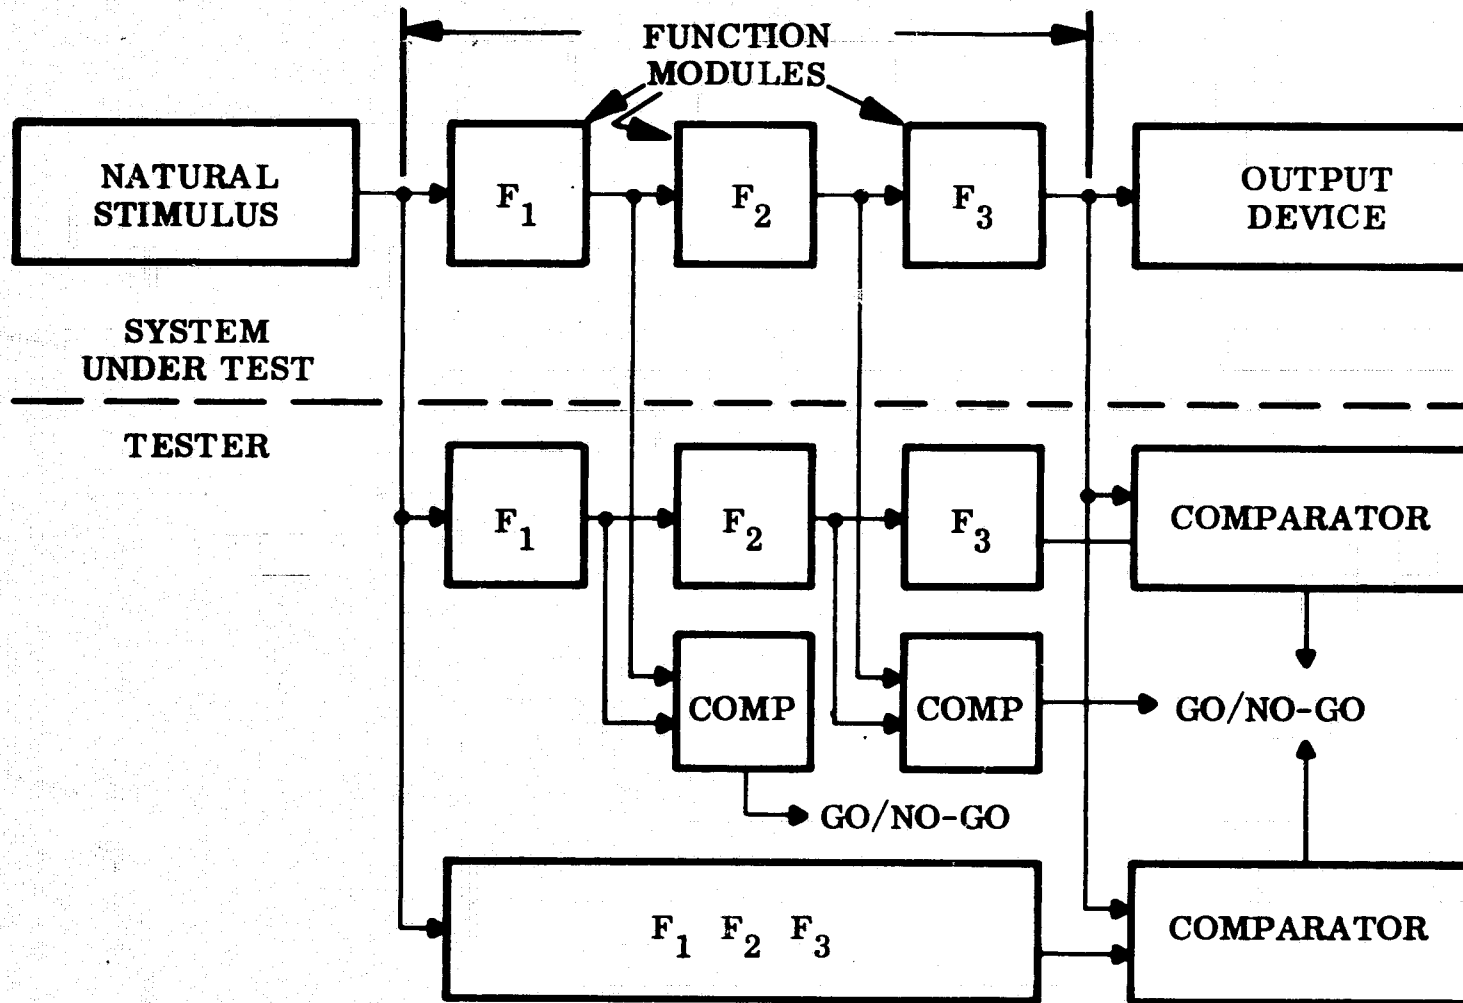 FUNCTION
MODULES
NATURAL
STIMULUS
F1
F2
F3
OUTPUT
DEVICE
SYSTEM
UNDER TEST
TESTER
F1
F2
F3
COMPARATOR
COMP
COMP
GO/NO-GO
GO/NO-GO
F1 F2 F3
COMPARATOR